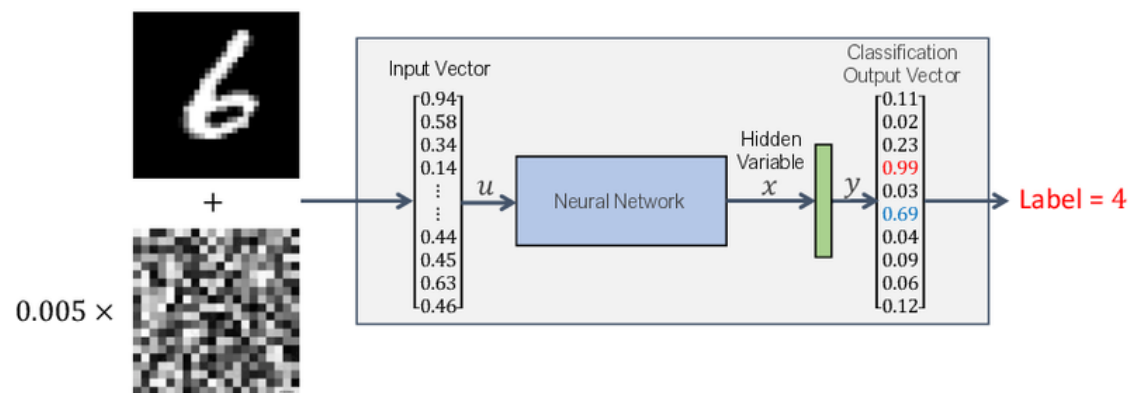 6
+
0.005 ×
Input Vector
0.94
0.58
0.34
0.14
⋮
⋮
0.44
0.45
0.63
0.46
u
Neural Network
Hidden
Variable
x
y
Classification
Output Vector
0.11
0.02
0.23
0.99
0.03
0.69
0.04
0.09
0.06
0.12
Label = 4